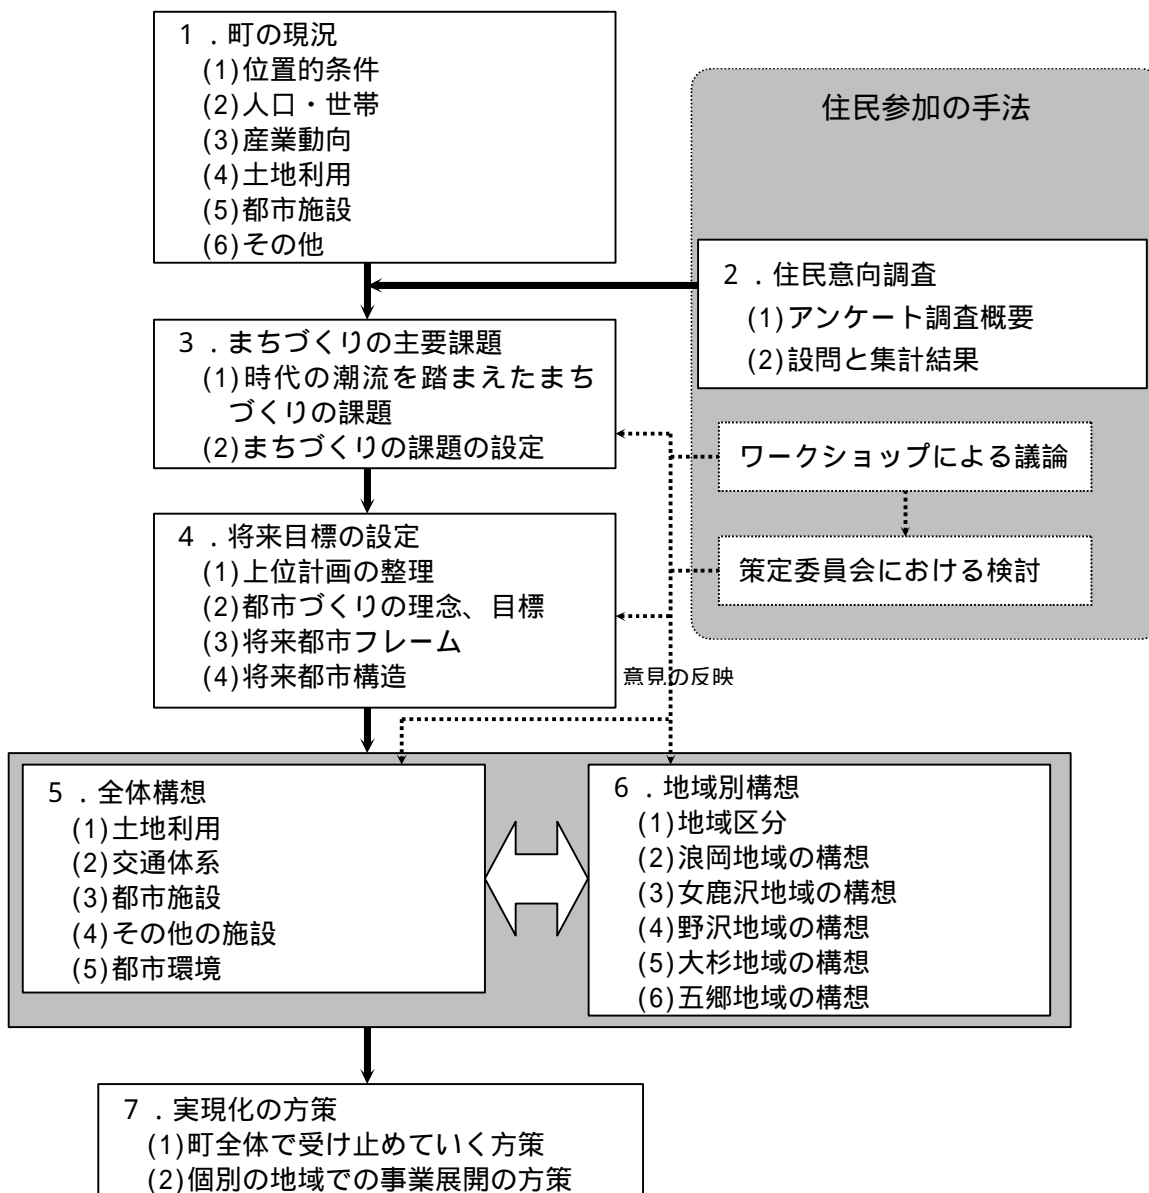 1．町の現況
(1)位置的条件
(2)人口・世帯
(3)産業動向
(4)土地利用
(5)都市施設
(6)その他
住民参加の手法
2．住民意向調査
(1)アンケート調査概要
(2)設問と集計結果
3．まちづくりの主要課題
(1)時代の潮流を踏まえたまち
づくりの課題
(2)まちづくりの課題の設定
ワークショップによる議論
策定委員会における検討
4．将来目標の設定
(1)上位計画の整理
(2)都市づくりの理念、目標
(3)将来都市フレーム
(4)将来都市構造
意見の反映
5．全体構想
(1)土地利用
(2)交通体系
(3)都市施設
(4)その他の施設
(5)都市環境
6．地域別構想
(1)地域区分
(2)浪岡地域の構想
(3)女鹿沢地域の構想
(4)野沢地域の構想
(5)大杉地域の構想
(6)五郷地域の構想
7．実現化の方策
(1)町全体で受け止めていく方策
(2)個別の地域での事業展開の方策